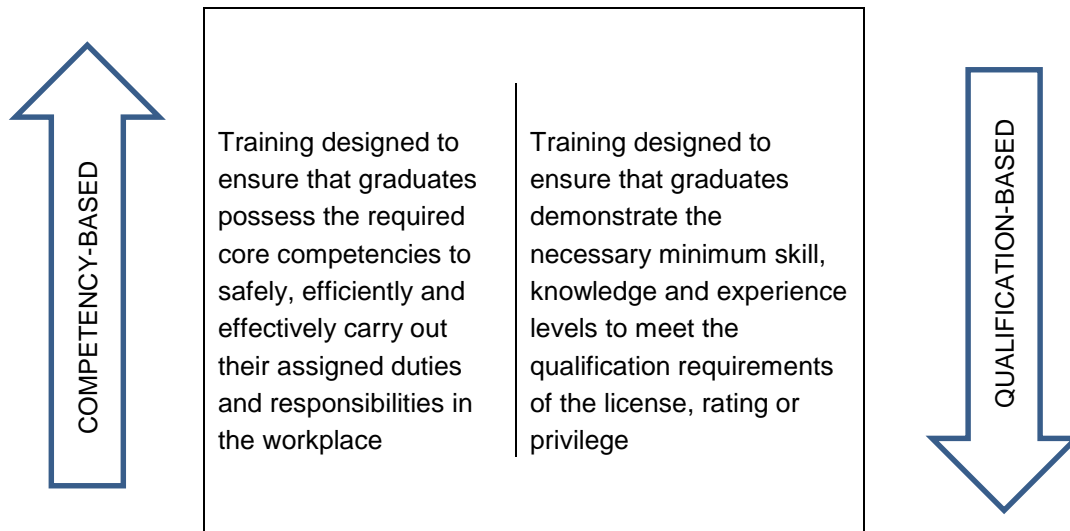 COMPETENCY-BASED
Training designed to
ensure that graduates
possess the required
core competencies to
safely, efficiently and
effectively carry out
their assigned duties
and responsibilities in
the workplace
Training designed to
ensure that graduates
demonstrate the
necessary minimum skill,
knowledge and experience
levels to meet the
qualification requirements
of the license, rating or
privilege
QUALIFICATION-BASED